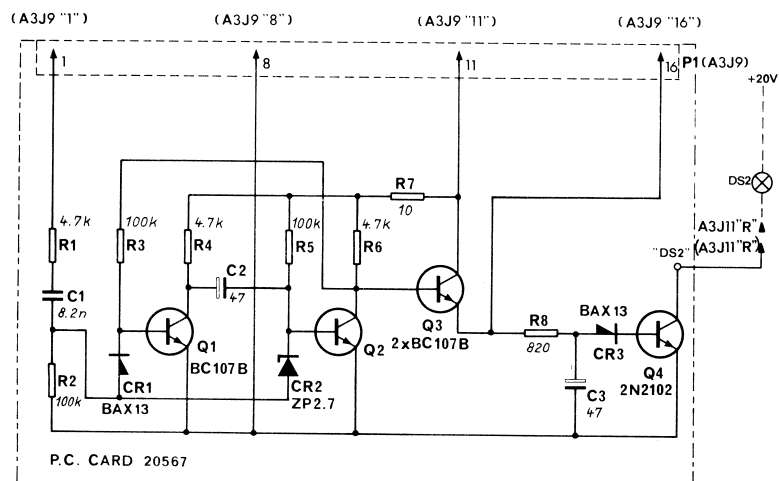 (A3J9 "1") (A3J9 "8") (A3J9 "11") (A3J9 "16")
1 8 11 16 P1(A3J9)
+20V
DS2
R7
10
4.7k 100k 4.7k 100k 4.7k
R1 R3 R4 R5 R6
A3J11"R"
(A3J11"R")
"DS2"
C2
47
C1
8.2n
Q3
2xBC107B
R8
820
BAX13
CR3
Q1
BC107B
Q2
Q4
2N2102
R2
100k
CR1
BAX13
CR2
ZP2.7
C3
47
P.C. CARD 20567